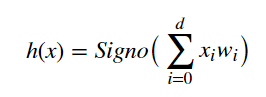 h(x) = Signo( ∑_{i=0}^{d} x_i w_i )